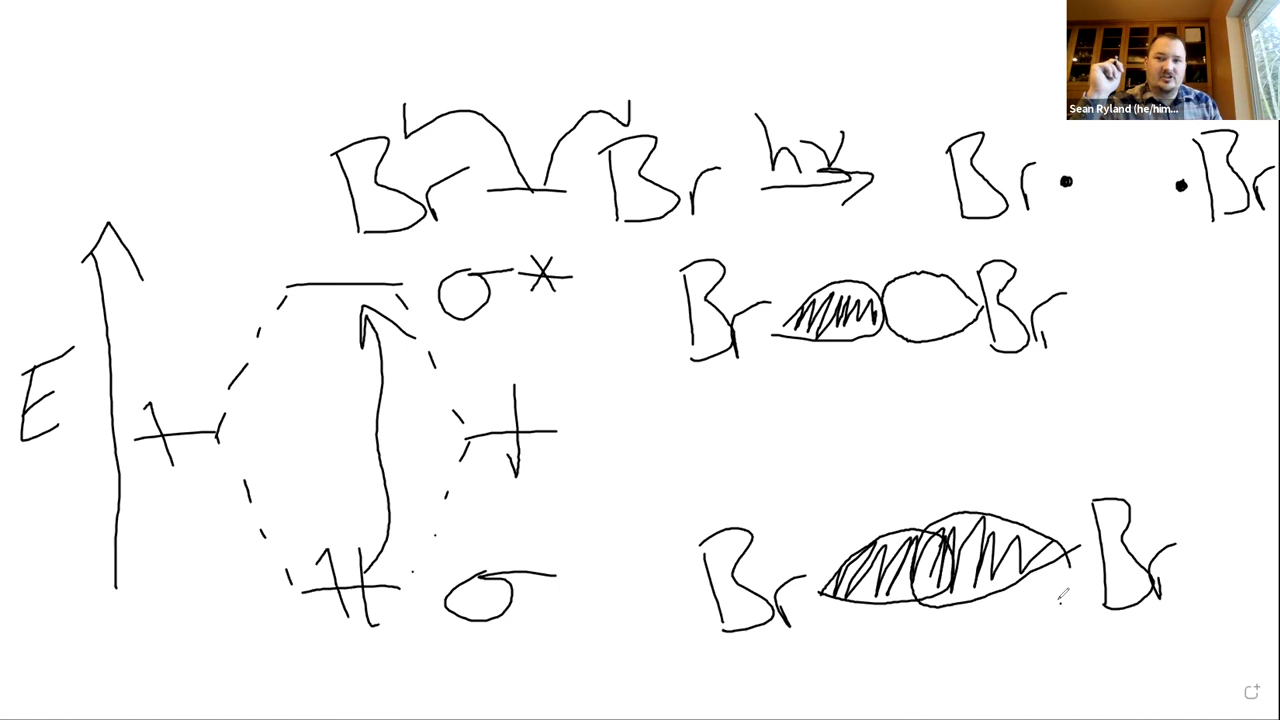 Sean Ryland (he/him...
Br — Br hν → Br • • Br
σ*
Br Br
E
σ
Br Br